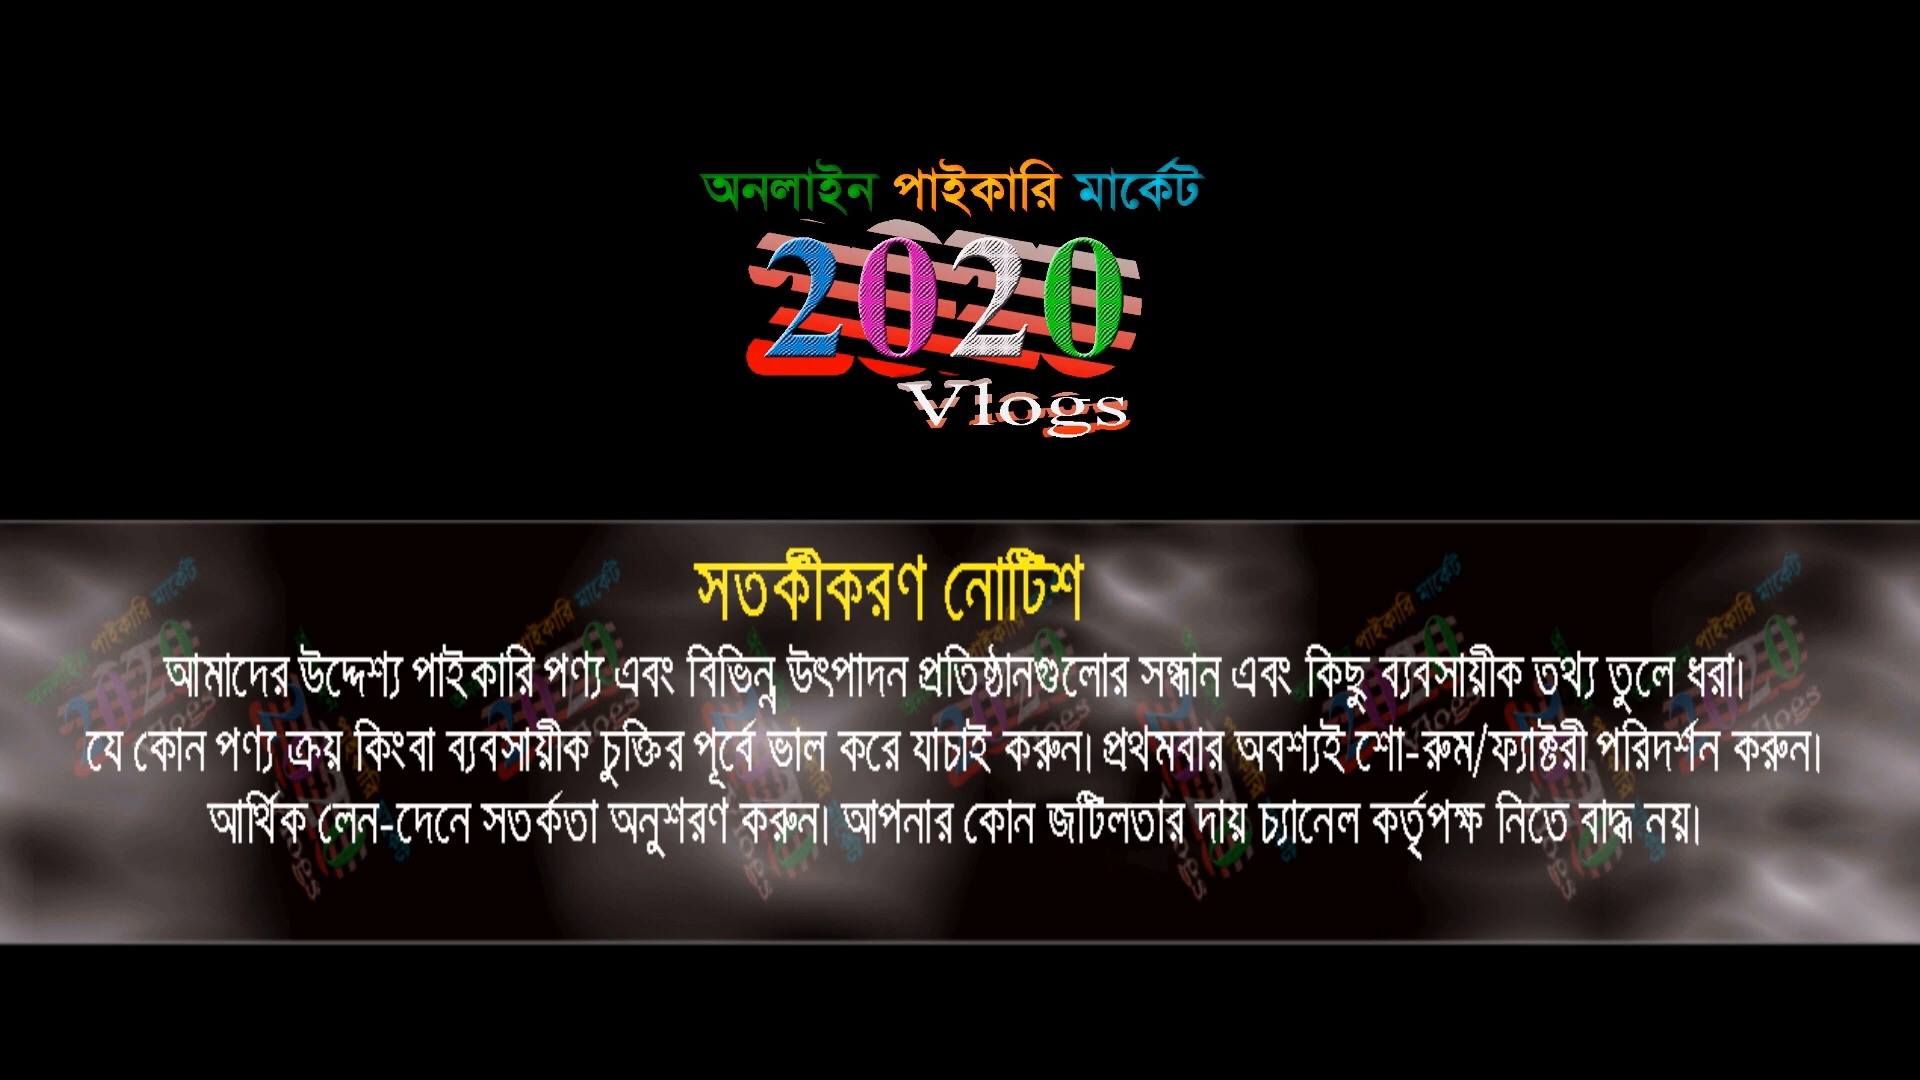 অনলাইন পাইকারি মার্কেট
2020
Vlogs
সতর্কীকরণ নোটিশ
আমাদের উদ্দেশ্য পাইকারি পণ্য এবং বিভিন্ন উৎপাদন প্রতিষ্ঠানগুলোর সন্ধান এবং কিছু ব্যবসায়ীক তথ্য তুলে ধরা।
যে কোন পণ্য ক্রয় কিংবা ব্যবসায়ীক চুক্তির পূর্বে ভাল করে যাচাই করুন। প্রথমবার অবশ্যই শো-রুম/ফ্যাক্টরী পরিদর্শন করুন।
আর্থিক লেন-দেনে সতর্কতা অনুশরণ করুন। আপনার কোন জটিলতার দায় চ্যানেল কর্তৃপক্ষ নিতে বাদ্ধ নয়।